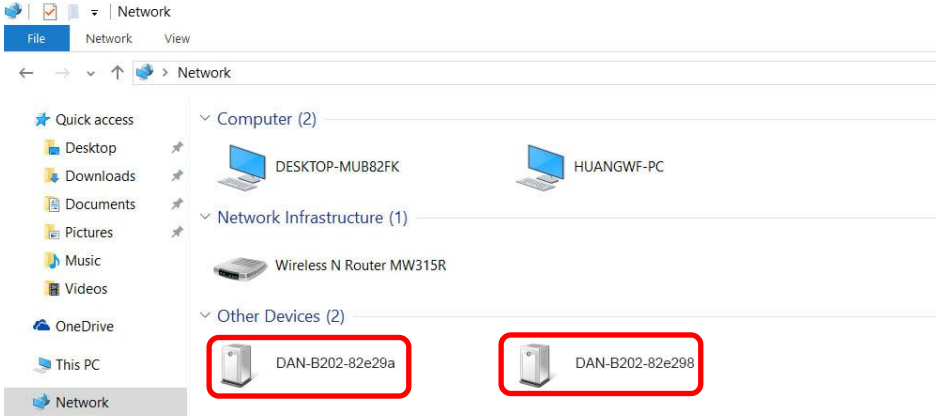 Network
File Network View
Network
Quick access
Desktop
Downloads
Documents
Pictures
Music
Videos
OneDrive
This PC
Network
Computer (2)
DESKTOP-MUB82FK HUANGWF-PC
Network Infrastructure (1)
Wireless N Router MW315R
Other Devices (2)
DAN-B202-82e29a DAN-B202-82e298